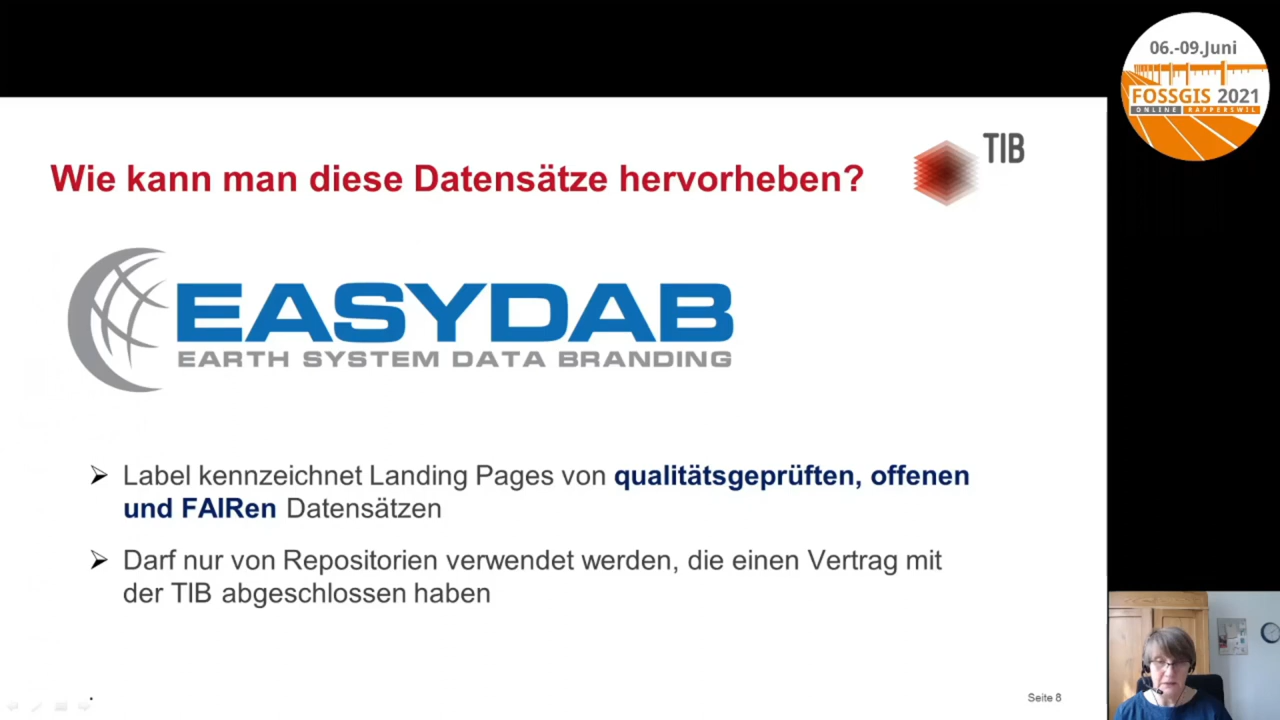 06.-09.Juni
FOSSGIS 2021
ONLINE RAPPERSWIL
TIB
Wie kann man diese Datensätze hervorheben?
EASYDAB
EARTH SYSTEM DATA BRANDING
Label kennzeichnet Landing Pages von qualitätsgeprüften, offenen
und FAIRen Datensätzen
Darf nur von Repositorien verwendet werden, die einen Vertrag mit
der TIB abgeschlossen haben
Seite 8